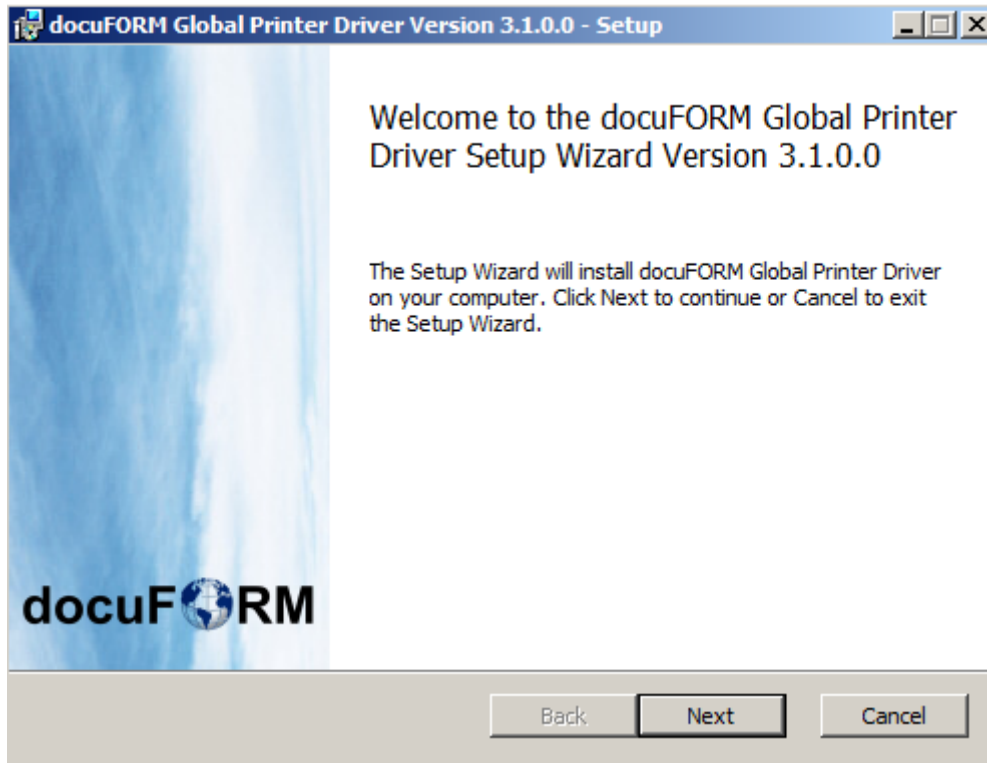 docuFORM Global Printer Driver Version 3.1.0.0 - Setup
Welcome to the docuFORM Global Printer
Driver Setup Wizard Version 3.1.0.0
The Setup Wizard will install docuFORM Global Printer Driver
on your computer. Click Next to continue or Cancel to exit
the Setup Wizard.
docuFORM
Back Next Cancel